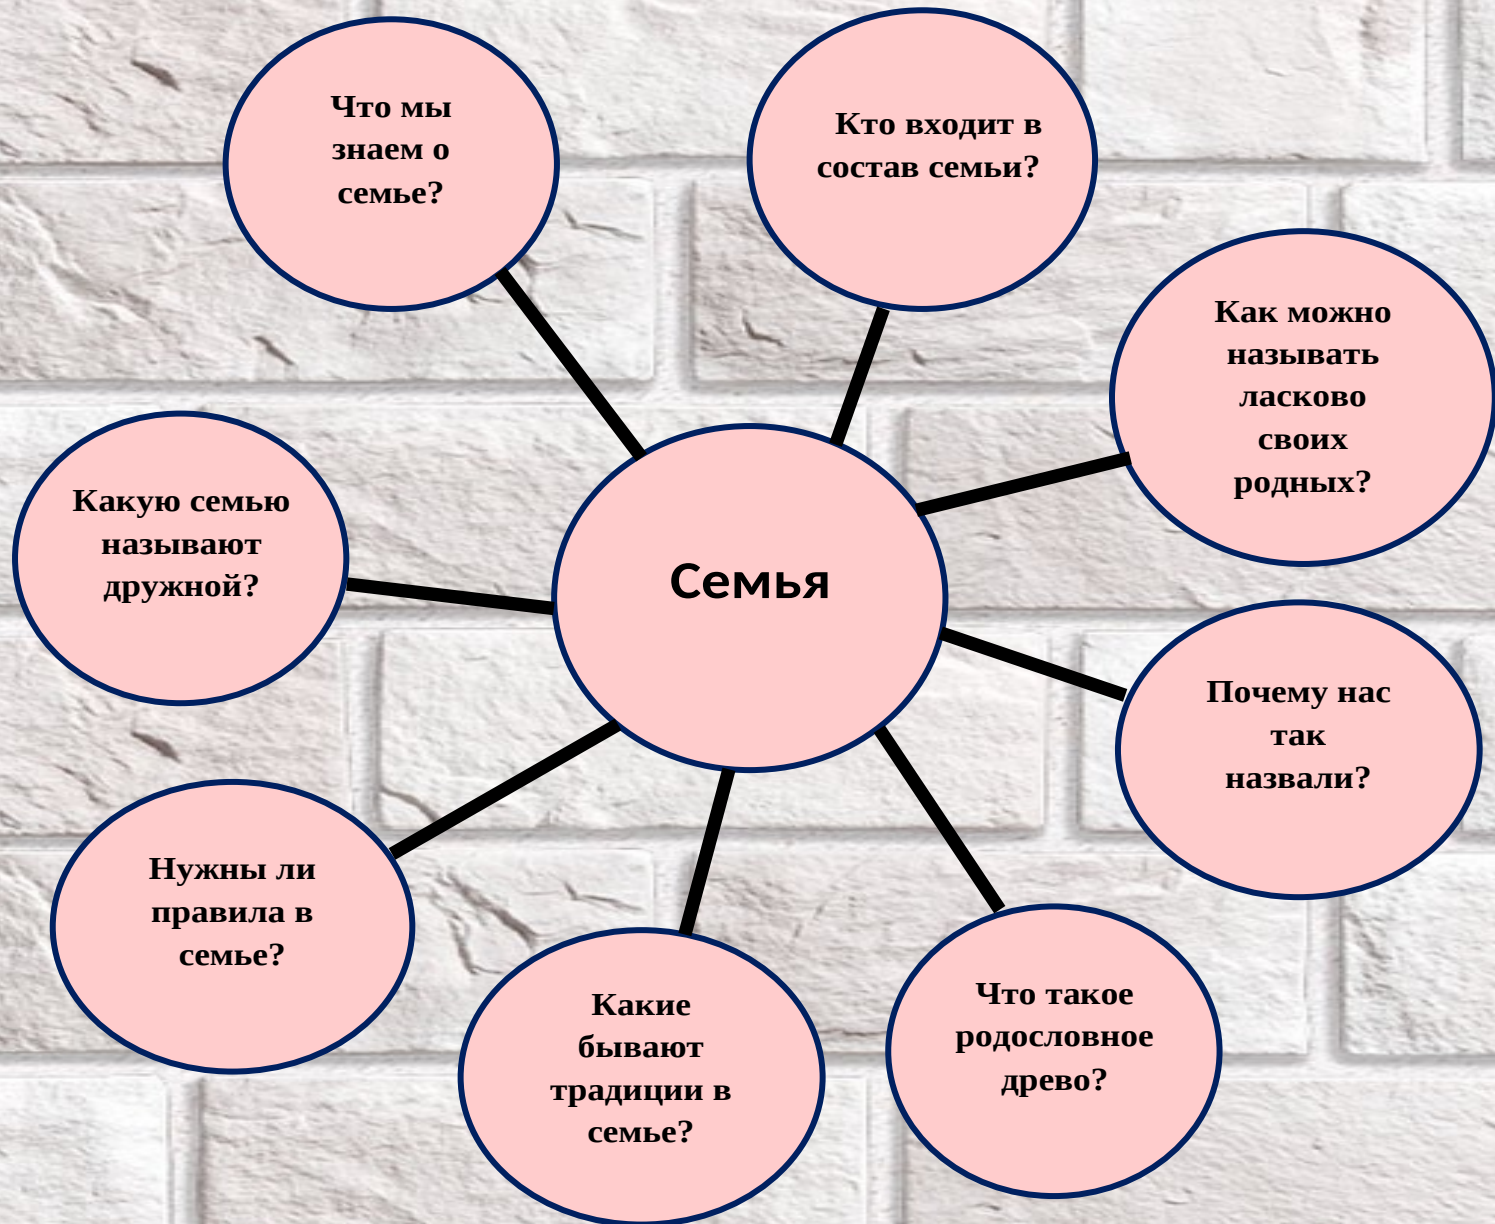 Что мы
знаем о
семье?
Кто входит в
состав семьи?
Как можно
называть
ласково
своих
родных?
Какую семью
называют
дружной?
Семья
Почему нас
так
назвали?
Нужны ли
правила в
семье?
Какие
бывают
традиции в
семье?
Что такое
родословное
древо?